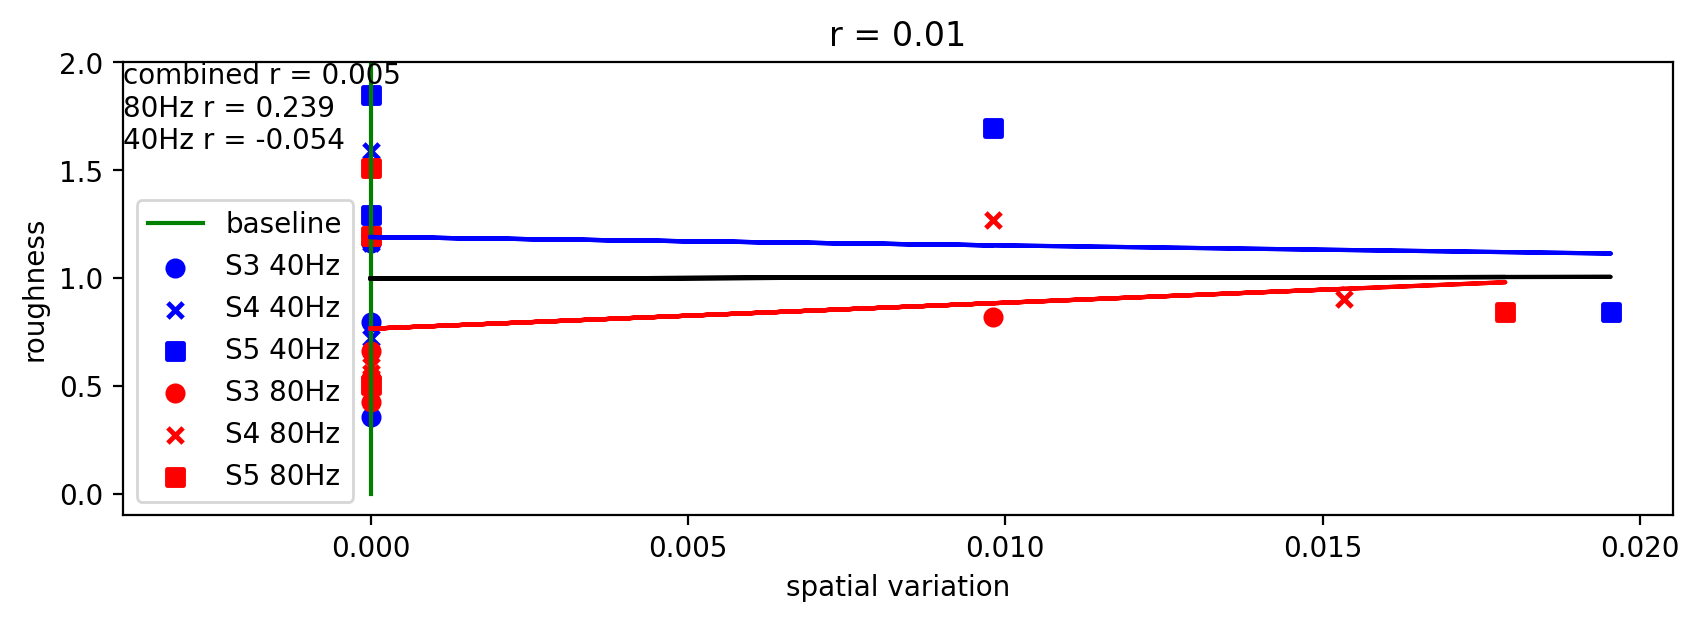 r = 0.01
combined r = 0.005
80Hz r = 0.239
40Hz r = -0.054
2.0
1.5
1.0
0.5
0.0
roughness
baseline
S3 40Hz
S4 40Hz
S5 40Hz
S3 80Hz
S4 80Hz
S5 80Hz
0.000 0.005 0.010 0.015 0.020
spatial variation